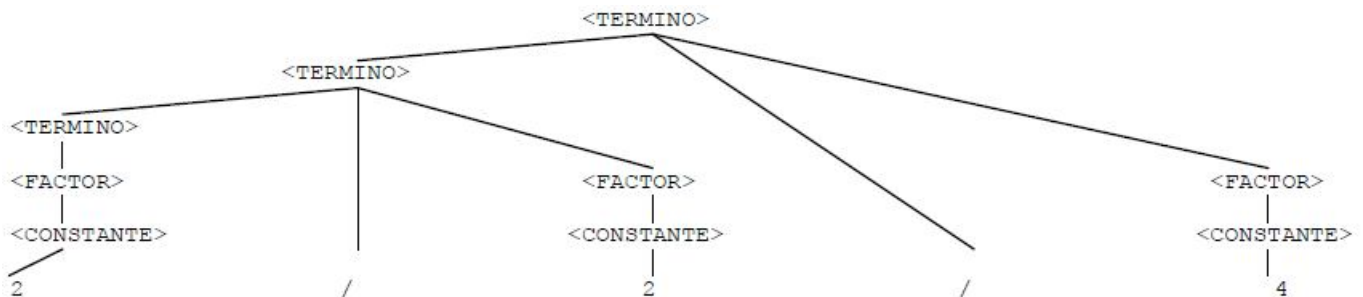 <TERMINO>
<TERMINO>
<TERMINO>
<FACTOR> <FACTOR> <FACTOR>
<CONSTANTE> <CONSTANTE> <CONSTANTE>
2 / 2 / 4